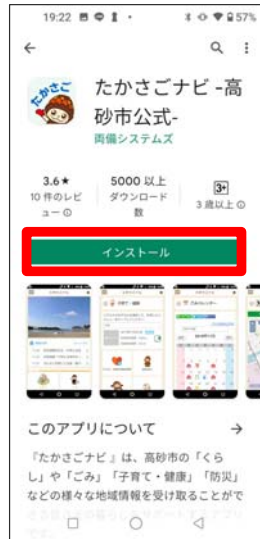 19:22
57%
たかさご
たかさごナビ -高
砂市公式-
両備システムズ
3.6★
10 件のレビ
ュー
5000 以上
ダウンロード
数
3+
3 歳以上
インストール
このアプリについて
『たかさごナビ』は、高砂市の「くら
し」や「ごみ」「子育て・健康」「防災」
などの様々な地域情報を受け取ることがで